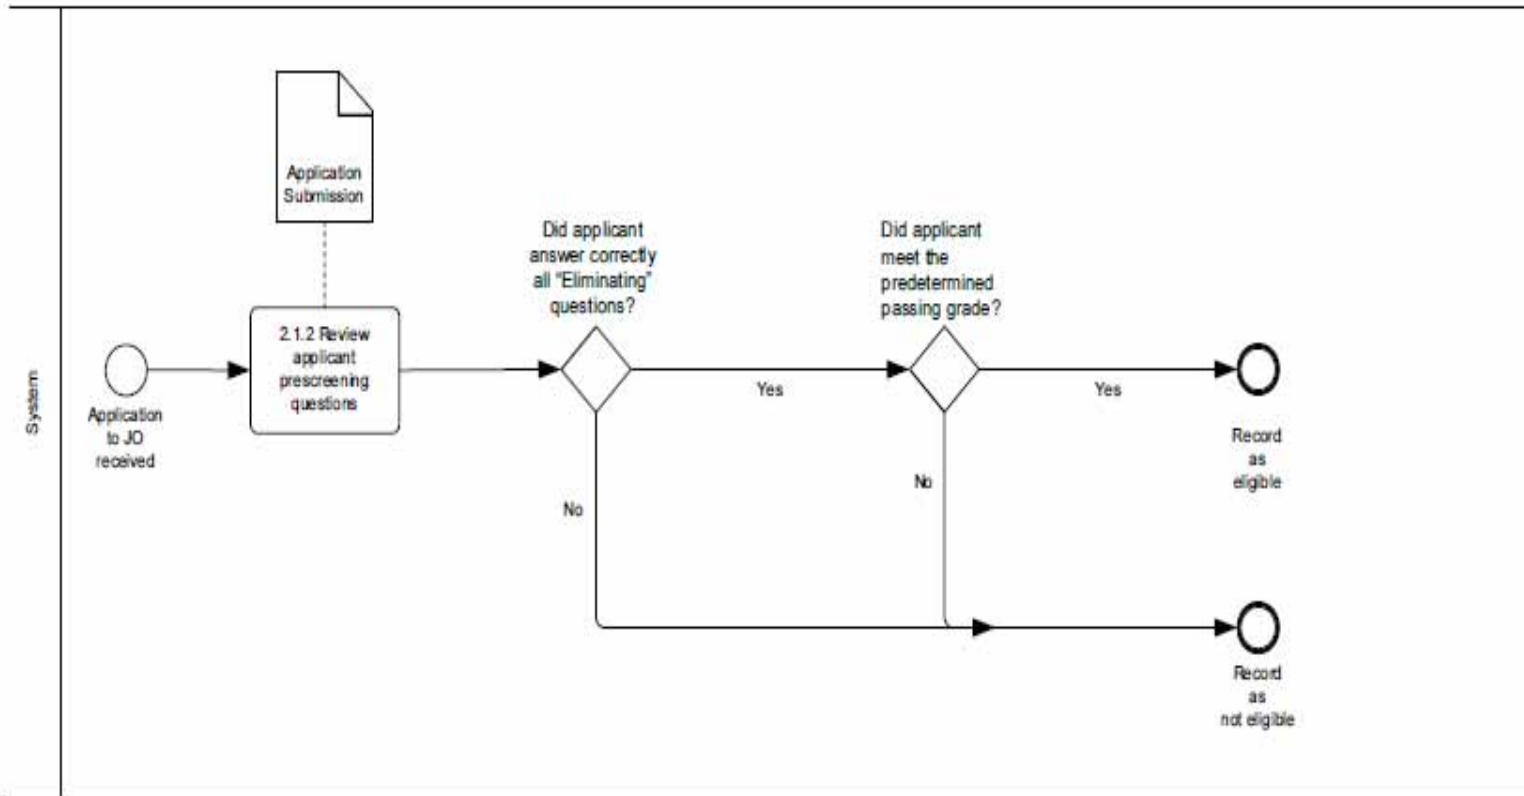 Application
Submission
Did applicant
answer correctly
all "Eliminating"
questions?
Did applicant
meet the
predetermined
passing grade?
2.1.2 Review
applicant
prescreening
questions
System
Application
to JO
received
Yes
Yes
No
No
Record
as
eligible
Record
as
not eligible